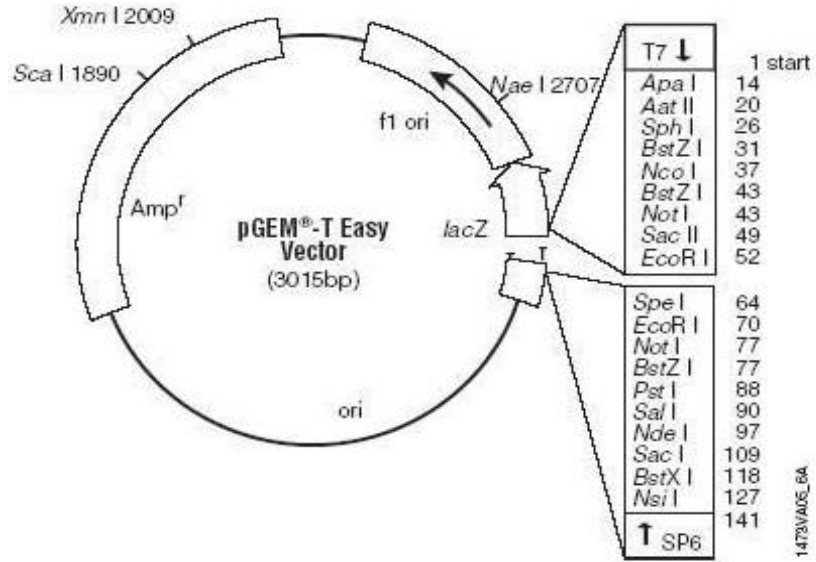 Xmn I 2009
Sca I 1890
Nae I 2707
f1 ori
Amp^r
pGEM®-T Easy
Vector
(3015bp)
lacZ
T T
ori
T7 ↓
1 start
Apa I 14
Aat II 20
Sph I 26
BstZ I 31
Nco I 37
BstZ I 43
Not I 43
Sac II 49
EcoR I 52
Spe I 64
EcoR I 70
Not I 77
BstZ I 77
Pst I 88
Sal I 90
Nde I 97
Sac I 109
BstX I 118
Nsi I 127
141
↑ SP6
1473VA05_6A